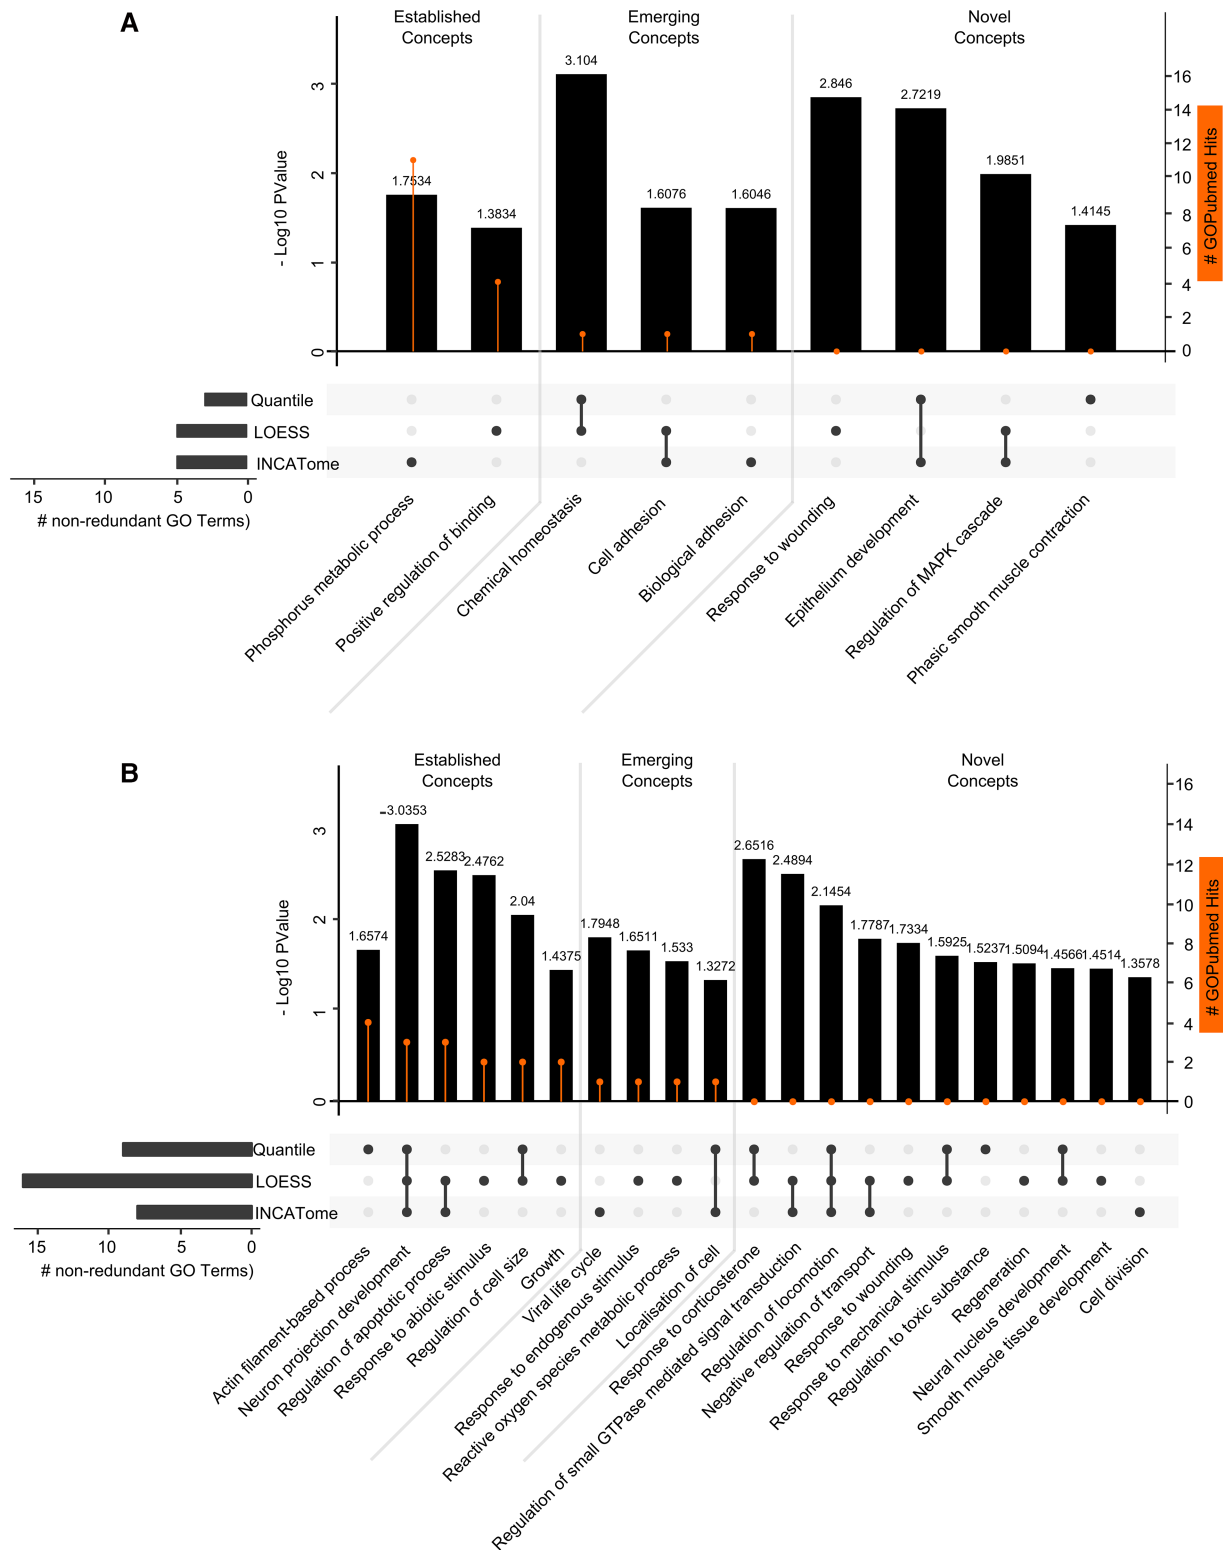 A
Established
Concepts
Emerging
Concepts
Novel
Concepts
- Log10 PValue
0
1
2
3
1.7534
1.3834
3.104
1.6076
1.6046
2.846
2.7219
1.9851
1.4145
16
14
12
10
8
6
4
2
0
# GOPubmed Hits
Quantile
LOESS
INCATome
15 10 5 0
# non-redundant GO Terms)
Phosphorus metabolic process
Positive regulation of binding
Chemical homeostasis
Cell adhesion
Biological adhesion
Response to wounding
Epithelium development
Regulation of MAPK cascade
Phasic smooth muscle contraction
B
Established
Concepts
Emerging
Concepts
Novel
Concepts
- Log10 PValue
0
1
2
3
1.6574
3.0353
2.5283
2.4762
2.04
1.4375
1.7948
1.6511
1.533
1.3272
2.6516
2.4894
2.1454
1.7787
1.7334
1.5925
1.5237
1.5094
1.4566
1.4514
1.3578
16
14
12
10
8
6
4
2
0
# GOPubmed Hits
Quantile
LOESS
INCATome
15 10 5 0
# non-redundant GO Terms)
Actin filament-based process
Neuron projection development
Regulation of apoptotic process
Response to abiotic stimulus
Regulation of cell size
Growth
Viral life cycle
Response to endogenous stimulus
Reactive oxygen species metabolic process
Localisation of cell
Response to corticosterone
Regulation of small GTPase mediated signal transduction
Regulation of locomotion
Negative regulation of transport
Response to wounding
Response to mechanical stimulus
Regulation to toxic substance
Regeneration
Neural nucleus development
Smooth muscle tissue development
Cell division